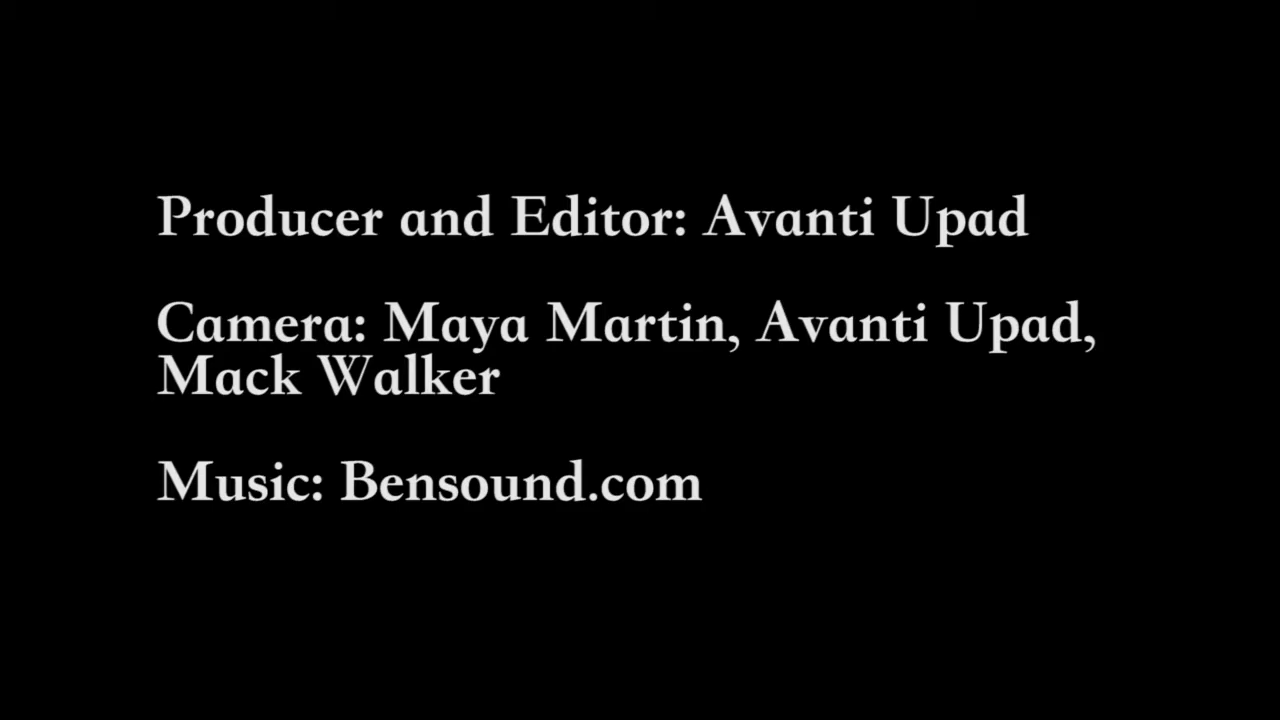 Producer and Editor: Avanti Upad
Camera: Maya Martin, Avanti Upad,
Mack Walker
Music: Bensound.com